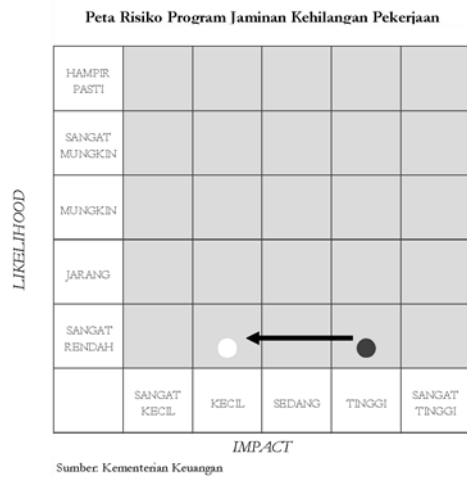 Peta Risiko Program Jaminan Kehilangan Pekerjaan
HAMPIR
PASTI
SANGAT
MUNGKIN
MUNGKIN
JARANG
SANGAT
RENDAH
LIKELIHOOD
SANGAT
KECIL
KECIL
SEDANG
TINGGI
SANGAT
TINGGI
IMPACT
Sumber: Kementerian Keuangan